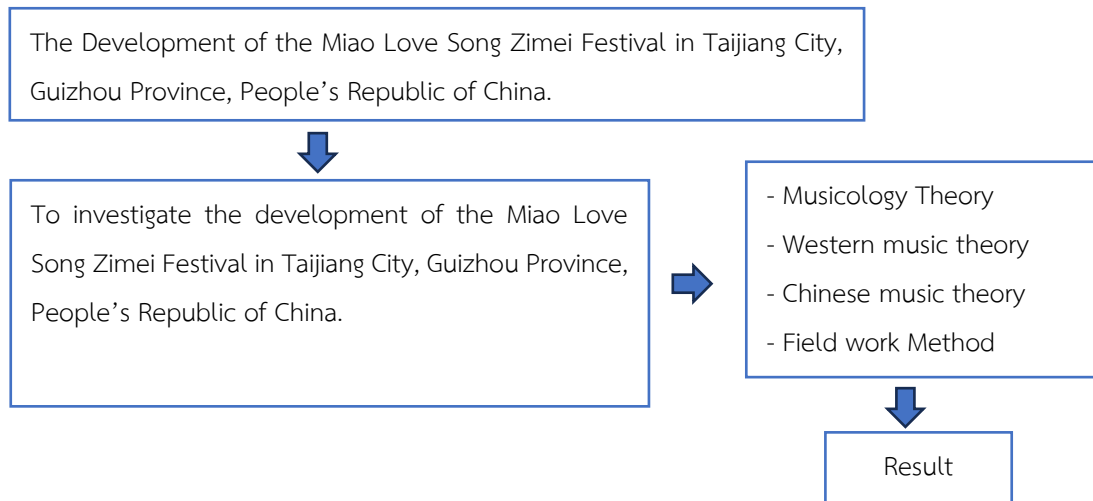 The Development of the Miao Love Song Zimei Festival in Taijiang City,
Guizhou Province, People’s Republic of China.
To investigate the development of the Miao Love
Song Zimei Festival in Taijiang City, Guizhou Province,
People’s Republic of China.
- Musicology Theory
- Western music theory
- Chinese music theory
- Field work Method
Result